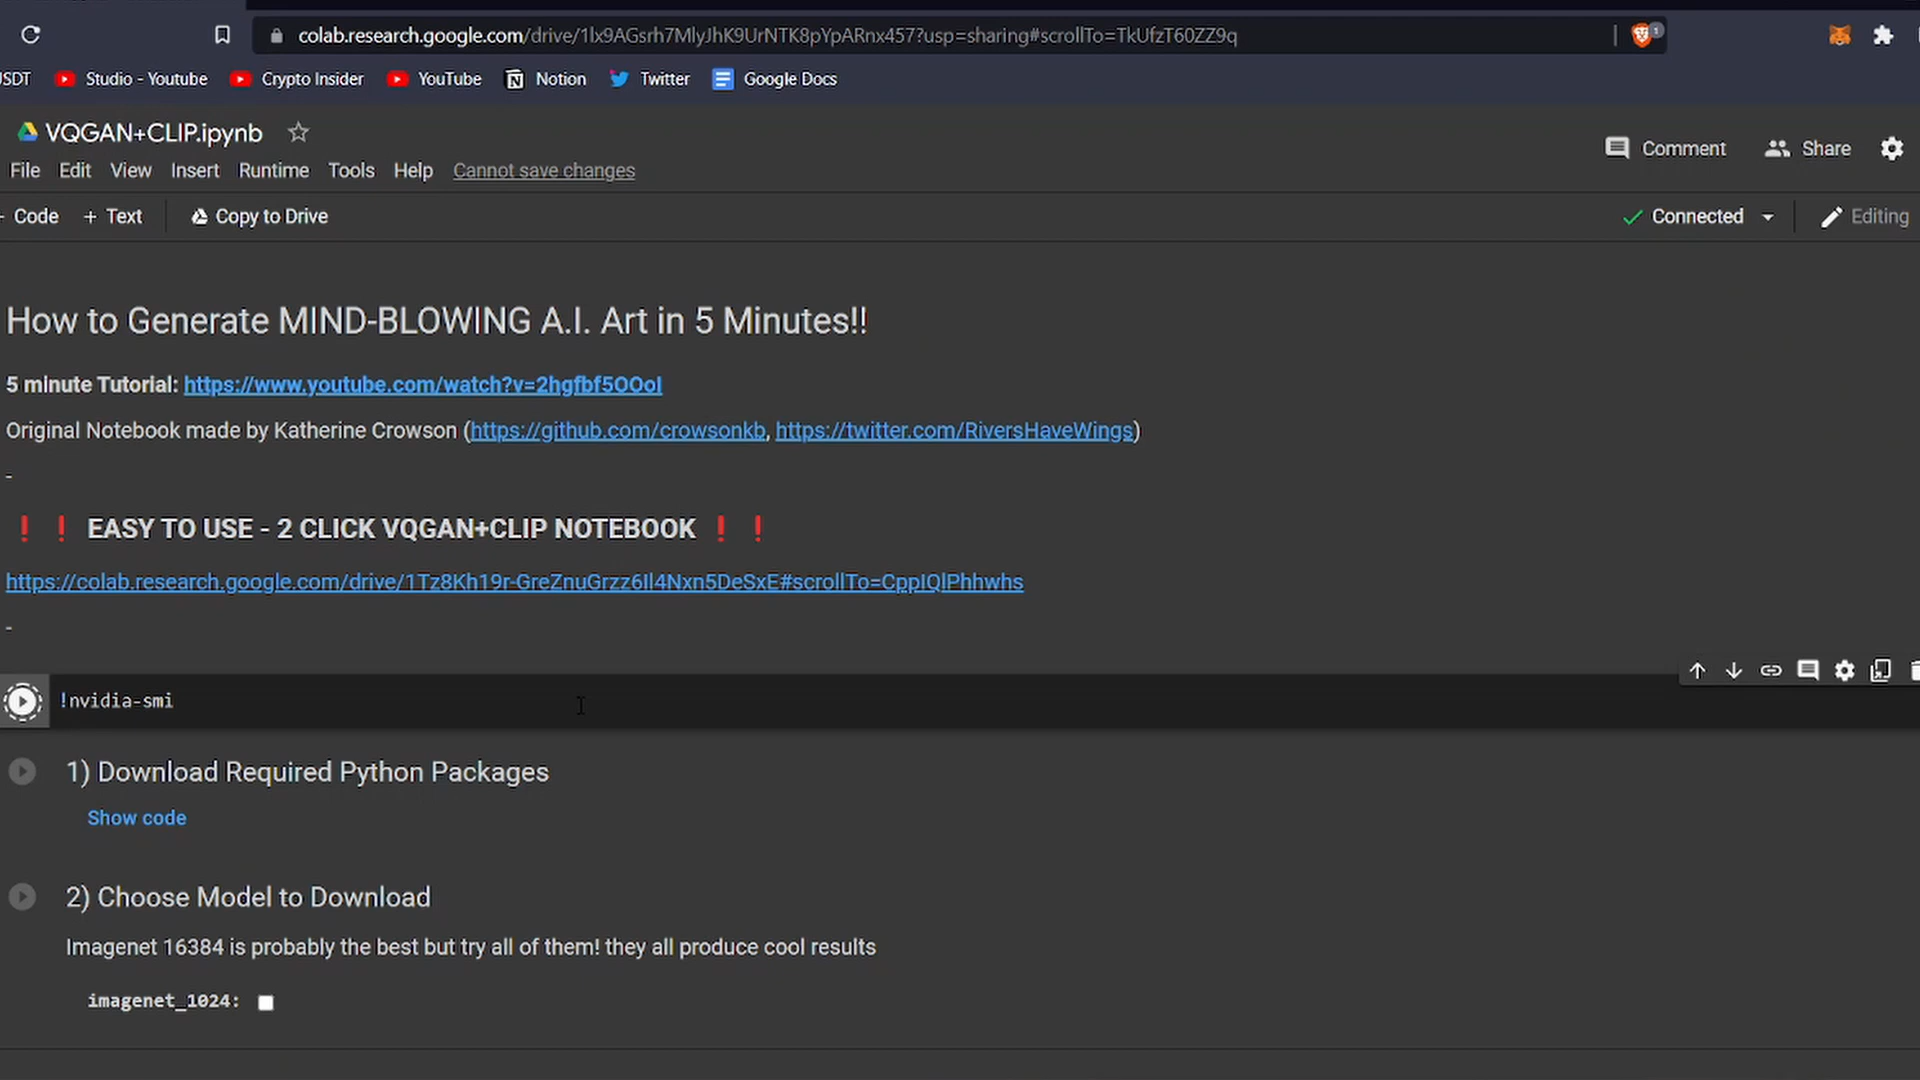 colab.research.google.com/drive/1lx9AGsrh7MlyJhK9UrNTK8pYpARnx457?usp=sharing#scrollTo=TkUfzT60ZZ9q
1
SDT Studio - Youtube Crypto Insider YouTube Notion Twitter Google Docs
VQGAN+CLIP.ipynb
Comment Share
File Edit View Insert Runtime Tools Help Cannot save changes
Code + Text Copy to Drive
Connected Editing
How to Generate MIND-BLOWING A.I. Art in 5 Minutes!!
5 minute Tutorial: https://www.youtube.com/watch?v=2hgfbf5OOoI
Original Notebook made by Katherine Crowson (https://github.com/crowsonkb, https://twitter.com/RiversHaveWings)
-
❗ ❗ EASY TO USE - 2 CLICK VQGAN+CLIP NOTEBOOK ❗ ❗
https://colab.research.google.com/drive/1Tz8Kh19r-GreZnuGrzz6Il4Nxn5DeSxE#scrollTo=CppIQlPhhwhs
-
!nvidia-smi
1) Download Required Python Packages
Show code
2) Choose Model to Download
Imagenet 16384 is probably the best but try all of them! they all produce cool results
imagenet_1024: